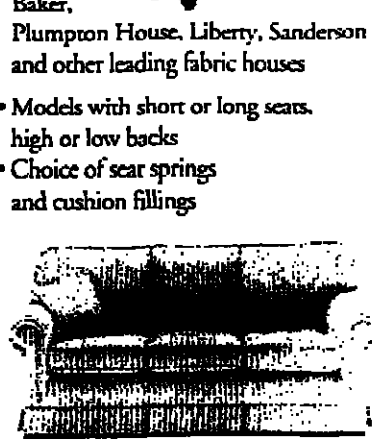 Baker,
Plumpton House, Liberty, Sanderson
and other leading fabric houses
• Models with short or long seats,
high or low backs
• Choice of seat springs
and cushion fillings